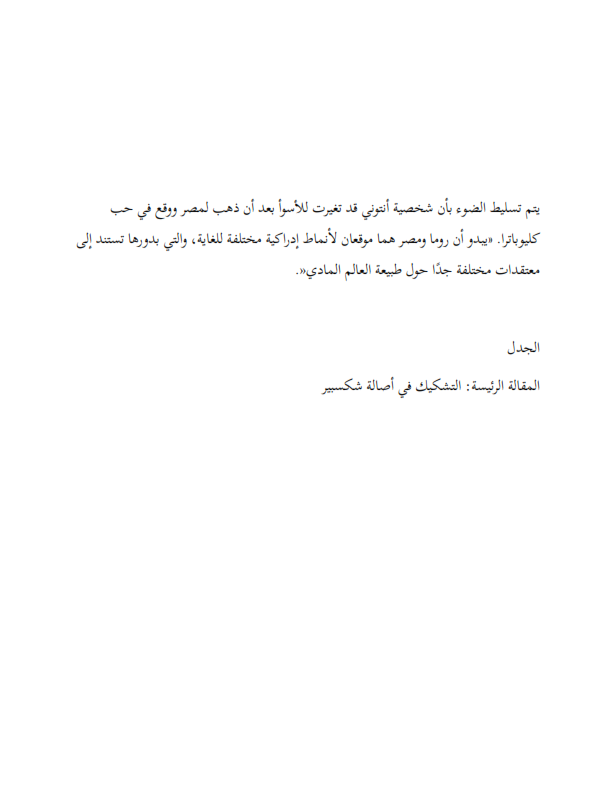 يتم تسليط الضوء بأن شخصية أنتوني قد تغيرت للأسوأ بعد أن ذهب لمصر ووقع في حب
كليوباترا. «يبدو أن روما ومصر هما موقعان لأنماط إدراكية مختلفة للغاية، والتي بدورها تستند إلى
معتقدات مختلفة جدًا حول طبيعة العالم المادي».
الجدل
المقالة الرئيسة: التشكيك في أصالة شكسبير